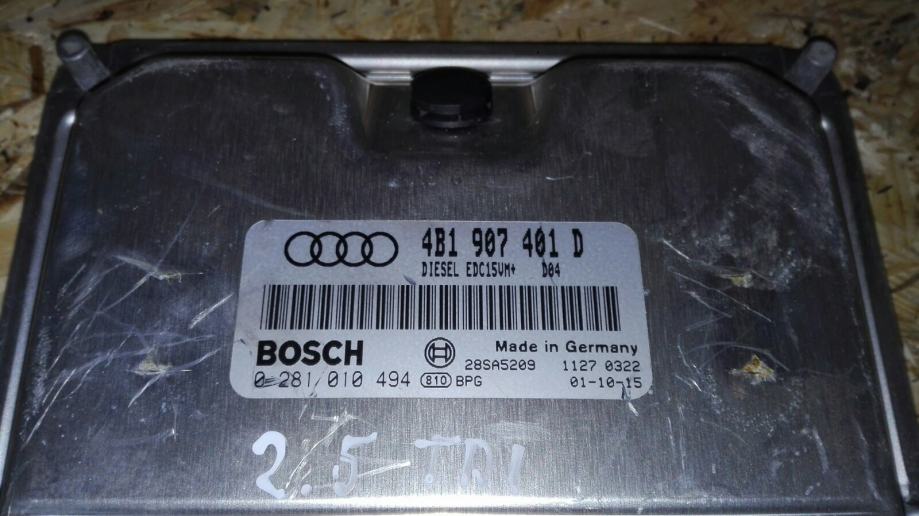 4B1 907 401 D
DIESEL EDC15VM+ D04
BOSCH
Made in Germany
28SA5209 1127 0322
0 281 010 494 810 BPG 01-10-15
2.5 TDI